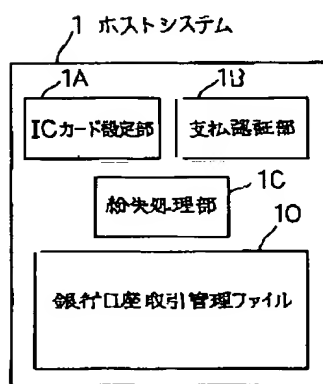 1 ホストシステム
1A
1B
ICカード設定部
支払認証部
1C
紛失処理部
10
銀行口座取引管理ファイル